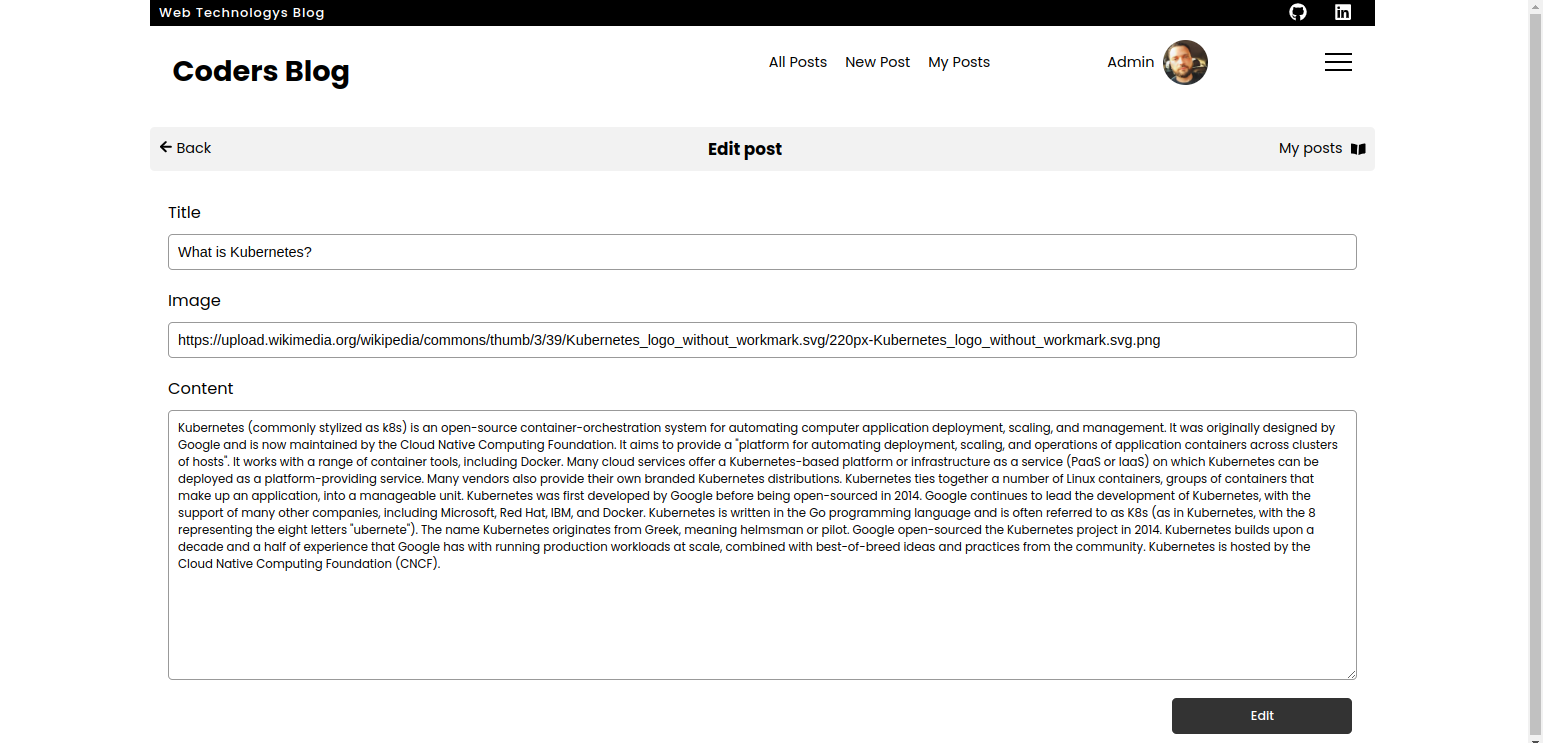 Web Technologys Blog
Coders Blog
All Posts New Post My Posts
Admin
Back
Edit post
My posts
Title
What is Kubernetes?
Image
https://upload.wikimedia.org/wikipedia/commons/thumb/3/39/Kubernetes_logo_without_workmark.svg/220px-Kubernetes_logo_without_workmark.svg.png
Content
Kubernetes (commonly stylized as k8s) is an open-source container-orchestration system for automating computer application deployment, scaling, and management. It was originally designed by
Google and is now maintained by the Cloud Native Computing Foundation. It aims to provide a "platform for automating deployment, scaling, and operations of application containers across clusters
of hosts". It works with a range of container tools, including Docker. Many cloud services offer a Kubernetes-based platform or infrastructure as a service (PaaS or IaaS) on which Kubernetes can be
deployed as a platform-providing service. Many vendors also provide their own branded Kubernetes distributions. Kubernetes ties together a number of Linux containers, groups of containers that
make up an application, into a manageable unit. Kubernetes was first developed by Google before being open-sourced in 2014. Google continues to lead the development of Kubernetes, with the
support of many other companies, including Microsoft, Red Hat, IBM, and Docker. Kubernetes is written in the Go programming language and is often referred to as K8s (as in Kubernetes, with the 8
representing the eight letters "ubernete"). The name Kubernetes originates from Greek, meaning helmsman or pilot. Google open-sourced the Kubernetes project in 2014. Kubernetes builds upon a
decade and a half of experience that Google has with running production workloads at scale, combined with best-of-breed ideas and practices from the community. Kubernetes is hosted by the
Cloud Native Computing Foundation (CNCF).
Edit